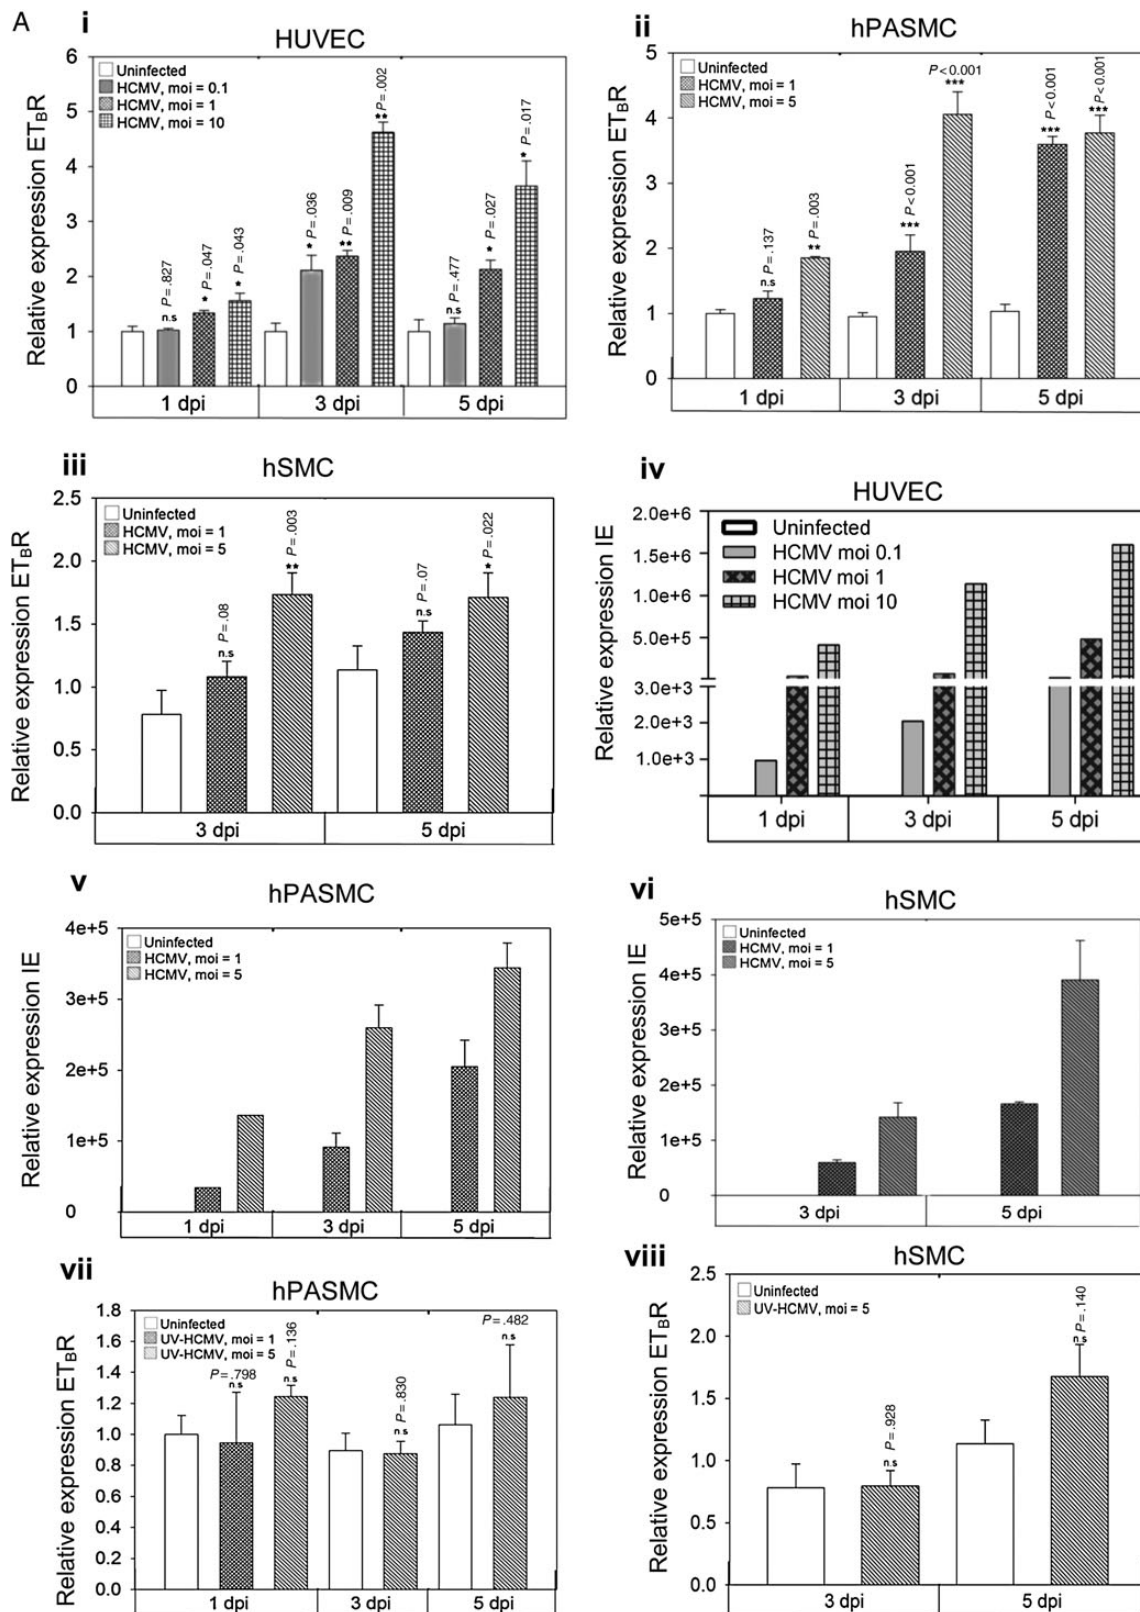 A
i
HUVEC
Relative expression ETBR
6
5
4
3
2
1
0
Uninfected
HCMV, moi = 0.1
HCMV, moi = 1
HCMV, moi = 10
n.s P=.827
* P=.047
* P=.043
* P=.036
** P=.009
** P=.002
n.s P=.477
* P=.027
* P=.017
1 dpi 3 dpi 5 dpi
ii
hPASMC
Relative expression ETBR
5
4
3
2
1
0
Uninfected
HCMV, moi = 1
HCMV, moi = 5
n.s P=.137
** P=.003
*** P<0.001
P<0.001
***
*** P<0.001
*** P<0.001
1 dpi 3 dpi 5 dpi
iii
hSMC
Relative expression ETBR
2.5
2.0
1.5
1.0
0.5
0.0
Uninfected
HCMV, moi = 1
HCMV, moi = 5
n.s P=.08
** P=.003
n.s P=.07
* P=.022
3 dpi 5 dpi
iv
HUVEC
Relative expression IE
2.0e+6
1.5e+6
1.0e+6
5.0e+5
3.0e+3
2.0e+3
1.0e+3
Uninfected
HCMV moi 0.1
HCMV moi 1
HCMV moi 10
1 dpi 3 dpi 5 dpi
v
hPASMC
Relative expression IE
4e+5
3e+5
2e+5
1e+5
0
Uninfected
HCMV, moi = 1
HCMV, moi = 5
1 dpi 3 dpi 5 dpi
vi
hSMC
Relative expression IE
5e+5
4e+5
3e+5
2e+5
1e+5
0
Uninfected
HCMV, moi = 1
HCMV, moi = 5
3 dpi 5 dpi
vii
hPASMC
Relative expression ETBR
1.8
1.6
1.4
1.2
1.0
0.8
0.6
0.4
0.2
0.0
Uninfected
UV-HCMV, moi = 1
UV-HCMV, moi = 5
P=.798
n.s
n.s P=.136
n.s P=.830
P=.482
n.s
1 dpi 3 dpi 5 dpi
viii
hSMC
Relative expression ETBR
2.5
2.0
1.5
1.0
0.5
0.0
Uninfected
UV-HCMV, moi = 5
n.s P=.928
n.s P=.140
3 dpi 5 dpi